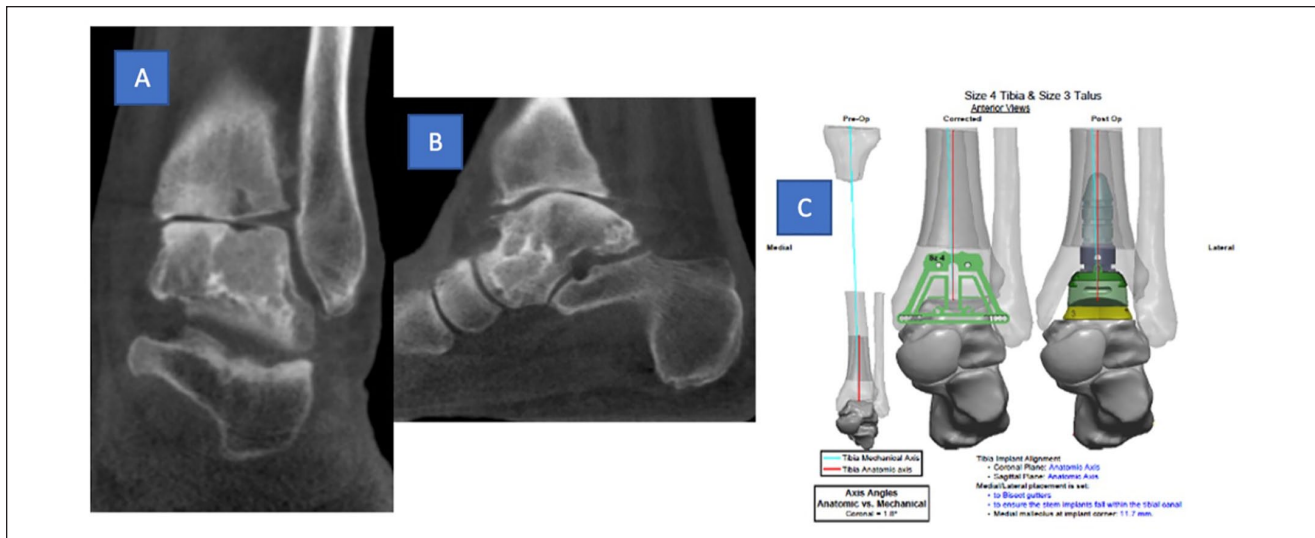 A
B
C
Size 4 Tibia & Size 3 Talus
Anterior Views
Pre-Op
Corrected
Post Op
Medial
Lateral
Sz 4
3
Tibia Mechanical Axis
Tibia Anatomic axis
Axis Angles
Anatomic vs. Mechanical
Coronal = 1.8°
Tibia Implant Alignment
• Coronal Plane: Anatomic Axis
• Sagittal Plane: Anatomic Axis
Medial/Lateral placement is set:
• to Bisect gutters
• to ensure the stem implants fall within the tibial canal
• Medial malleolus at implant corner: 11.7 mm.